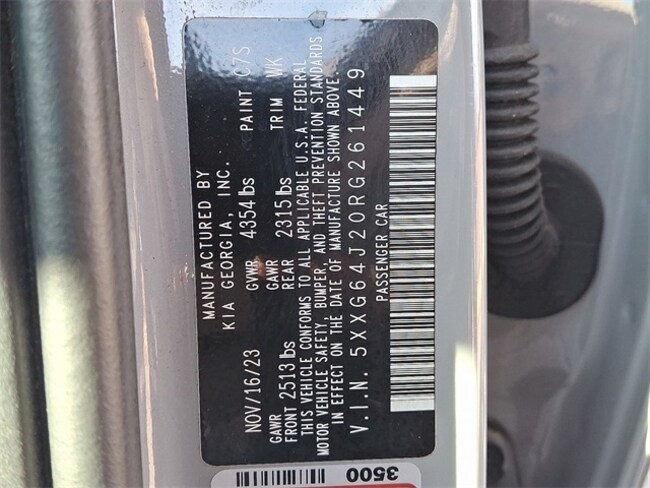 MANUFACTURED BY
KIA GEORGIA, INC.
NOV/16/23 GVWR 4354 lbs PAINT C7S
GAWR FRONT 2513 lbs GAWR REAR 2315 lbs TRIM WK
THIS VEHICLE CONFORMS TO ALL APPLICABLE U.S.A. FEDERAL
MOTOR VEHICLE SAFETY, BUMPER, AND THEFT PREVENTION STANDARDS
IN EFFECT ON THE DATE OF MANUFACTURE SHOWN ABOVE.
V.I.N. 5XXG64J20RG261449
PASSENGER CAR
3500